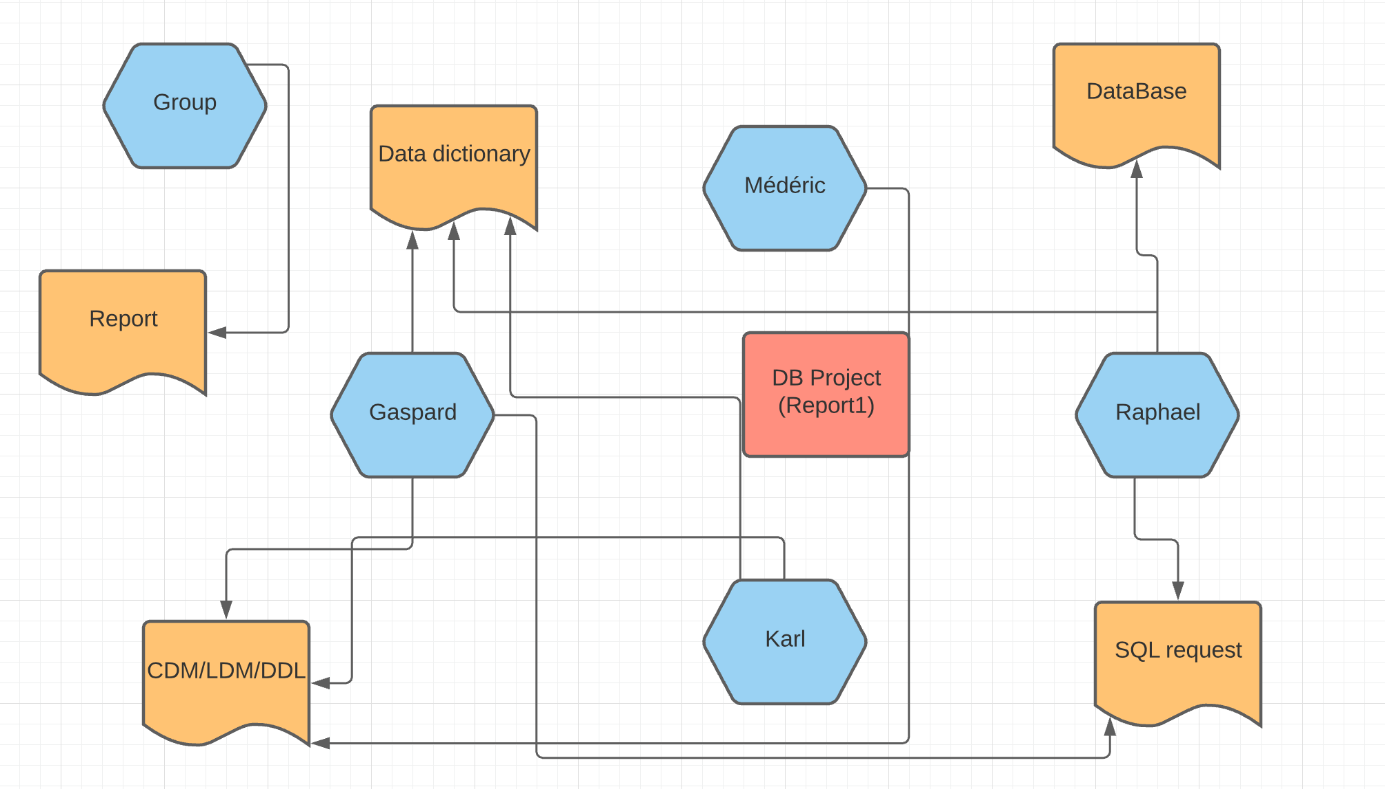 Group
DataBase
Data dictionary
Médéric
Report
DB Project
(Report1)
Gaspard
Raphael
Karl
SQL request
CDM/LDM/DDL